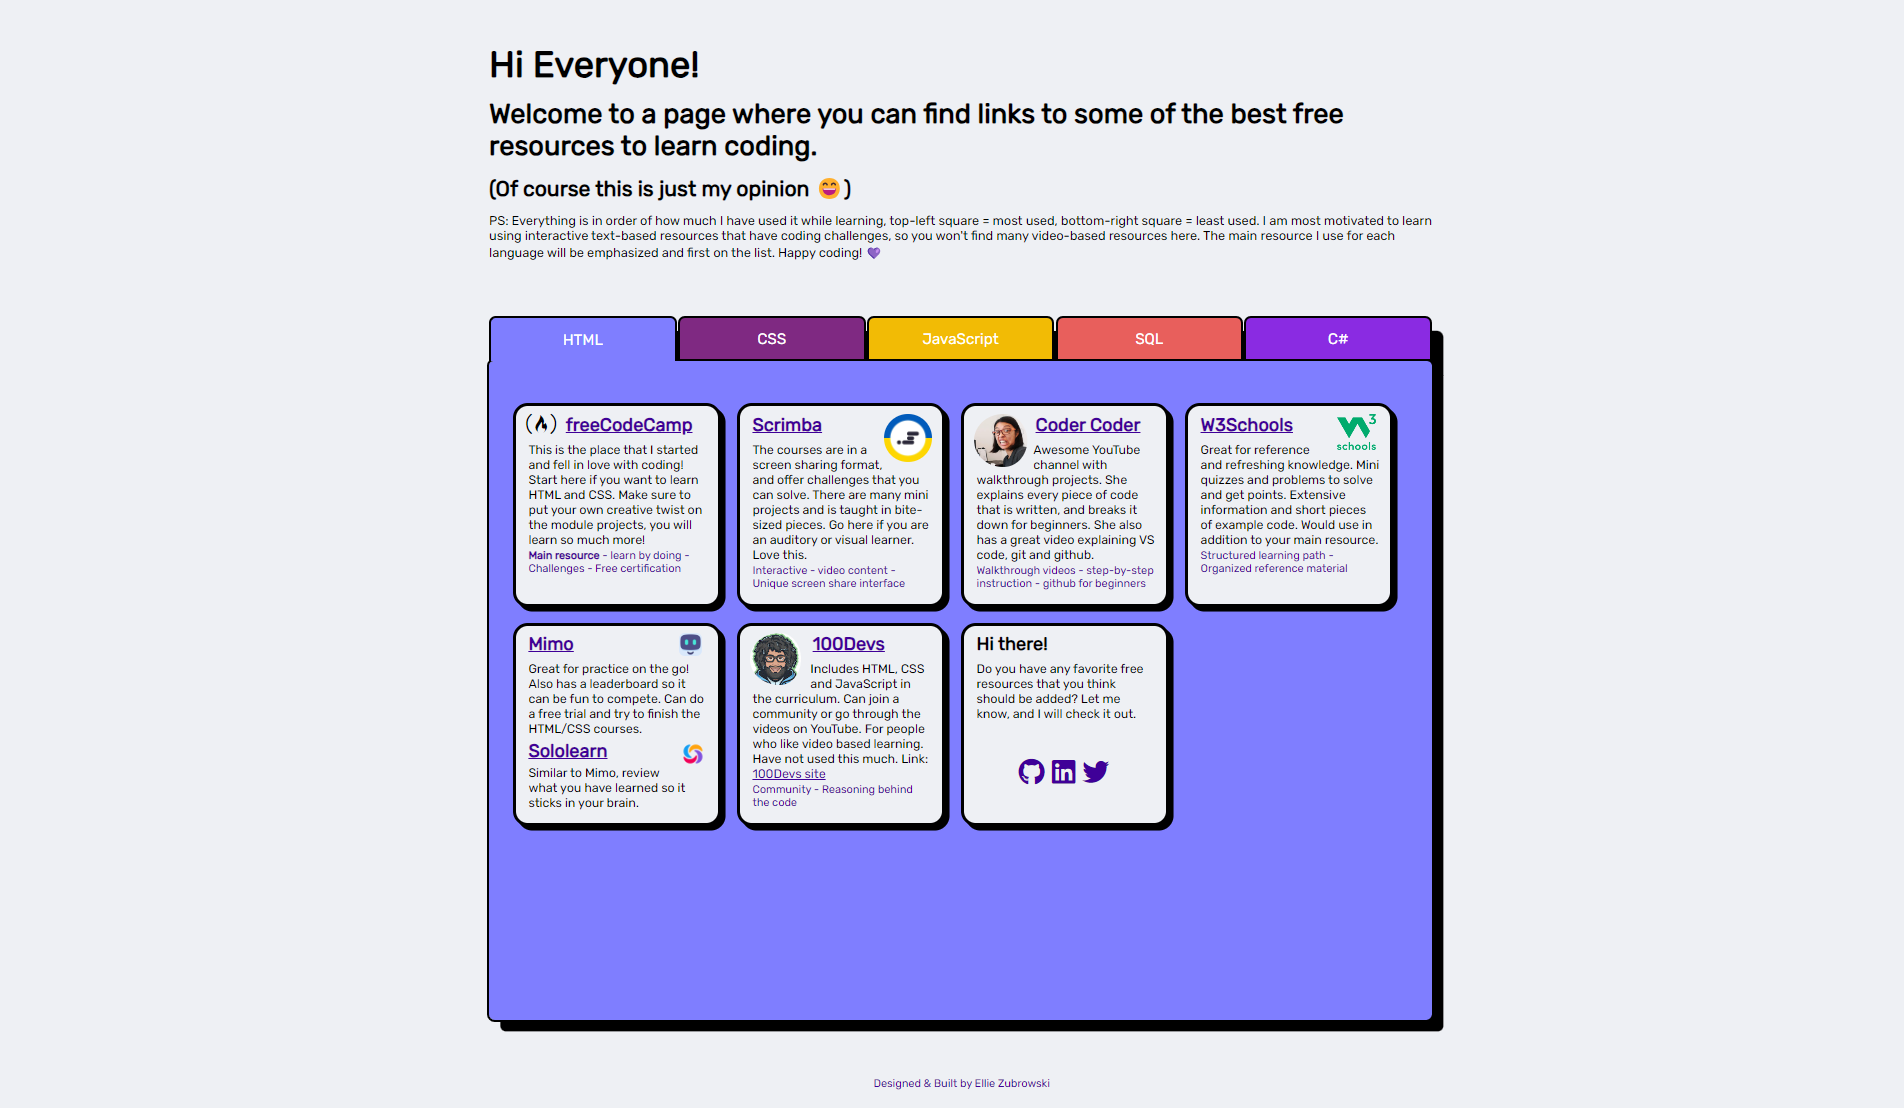 Hi Everyone!
Welcome to a page where you can find links to some of the best free
resources to learn coding.
(Of course this is just my opinion 😄)
PS: Everything is in order of how much I have used it while learning, top-left square = most used, bottom-right square = least used. I am most motivated to learn
using interactive text-based resources that have coding challenges, so you won't find many video-based resources here. The main resource I use for each
language will be emphasized and first on the list. Happy coding! 💜
HTML
CSS
JavaScript
SQL
C#
freeCodeCamp
This is the place that I started
and fell in love with coding!
Start here if you want to learn
HTML and CSS. Make sure to
put your own creative twist on
the module projects, you will
learn so much more!
Main resource - learn by doing -
Challenges - Free certification
Scrimba
The courses are in a
screen sharing format,
and offer challenges that you
can solve. There are many mini
projects and is taught in bite-
sized pieces. Go here if you are
an auditory or visual learner.
Love this.
Interactive - video content -
Unique screen share interface
Coder Coder
Awesome YouTube
channel with
walkthrough projects. She
explains every piece of code
that is written, and breaks it
down for beginners. She also
has a great video explaining VS
code, git and github.
Walkthrough videos - step-by-step
instruction - github for beginners
W3Schools
W3
schools
Great for reference
and refreshing knowledge. Mini
quizzes and problems to solve
and get points. Extensive
information and short pieces
of example code. Would use in
addition to your main resource.
Structured learning path -
Organized reference material
Mimo
Great for practice on the go!
Also has a leaderboard so it
can be fun to compete. Can do
a free trial and try to finish the
HTML/CSS courses.
Sololearn
Similar to Mimo, review
what you have learned so it
sticks in your brain.
100Devs
Includes HTML, CSS
and JavaScript in
the curriculum. Can join a
community or go through the
videos on YouTube. For people
who like video based learning.
Have not used this much. Link:
100Devs site
Community - Reasoning behind
the code
Hi there!
Do you have any favorite free
resources that you think
should be added? Let me
know, and I will check it out.
in
Designed & Built by Ellie Zubrowski